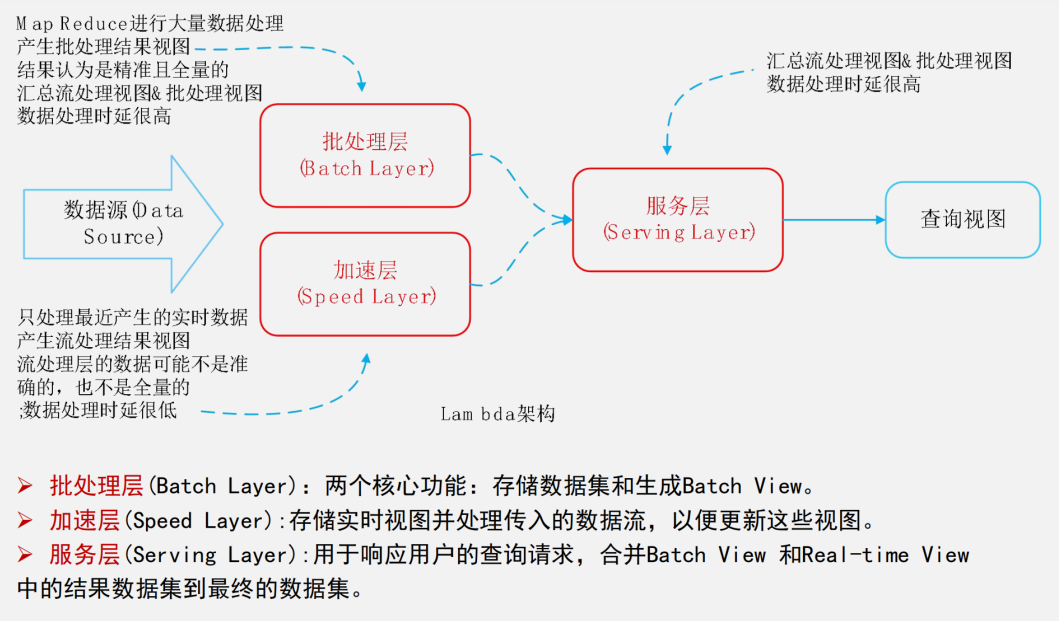 MapReduce进行大量数据处理
产生批处理结果视图
结果认为是精准且全量的
汇总流处理视图&批处理视图
数据处理时延很高
汇总流处理视图&批处理视图
数据处理时延很高
批处理层
(Batch Layer)
数据源(Data
Source)
服务层
(Serving Layer)
查询视图
加速层
(Speed Layer)
只处理最近产生的实时数据
产生流处理结果视图
流处理层的数据可能不是准
确的，也不是全量的
;数据处理时延很低
Lambda架构
➢ 批处理层(Batch Layer)：两个核心功能：存储数据集和生成Batch View。
➢ 加速层(Speed Layer):存储实时视图并处理传入的数据流，以便更新这些视图。
➢ 服务层(Serving Layer):用于响应用户的查询请求，合并Batch View 和Real-time View
中的结果数据集到最终的数据集。